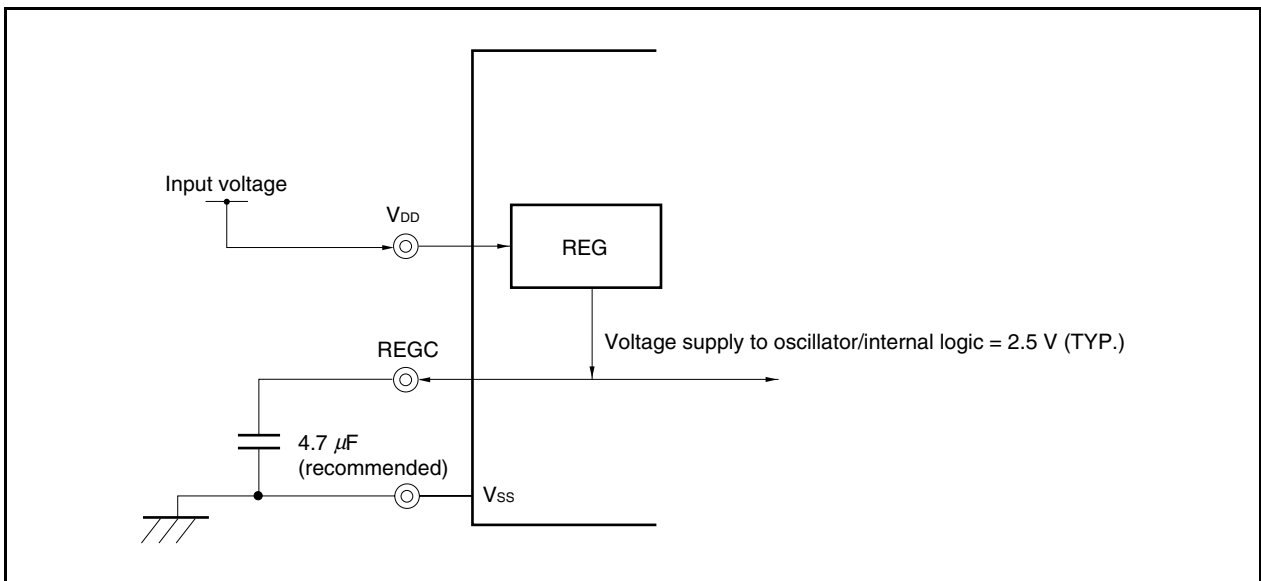 Input voltage
VDD
REG
Voltage supply to oscillator/internal logic = 2.5 V (TYP.)
REGC
4.7 μF
(recommended)
VSS